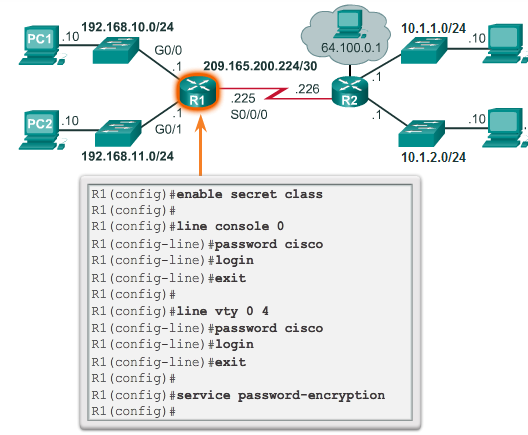 PC1
.10
192.168.10.0/24
G0/0
.1
209.165.200.224/30
64.100.0.1
10.1.1.0/24
.10
.1
R1
.226
R2
.225
S0/0/0
PC2
.10
.1
G0/1
192.168.11.0/24
.1
.10
10.1.2.0/24
R1(config)#enable secret class
R1(config)#
R1(config)#line console 0
R1(config-line)#password cisco
R1(config-line)#login
R1(config-line)#exit
R1(config)#
R1(config)#line vty 0 4
R1(config-line)#password cisco
R1(config-line)#login
R1(config-line)#exit
R1(config)#
R1(config)#service password-encryption
R1(config)#